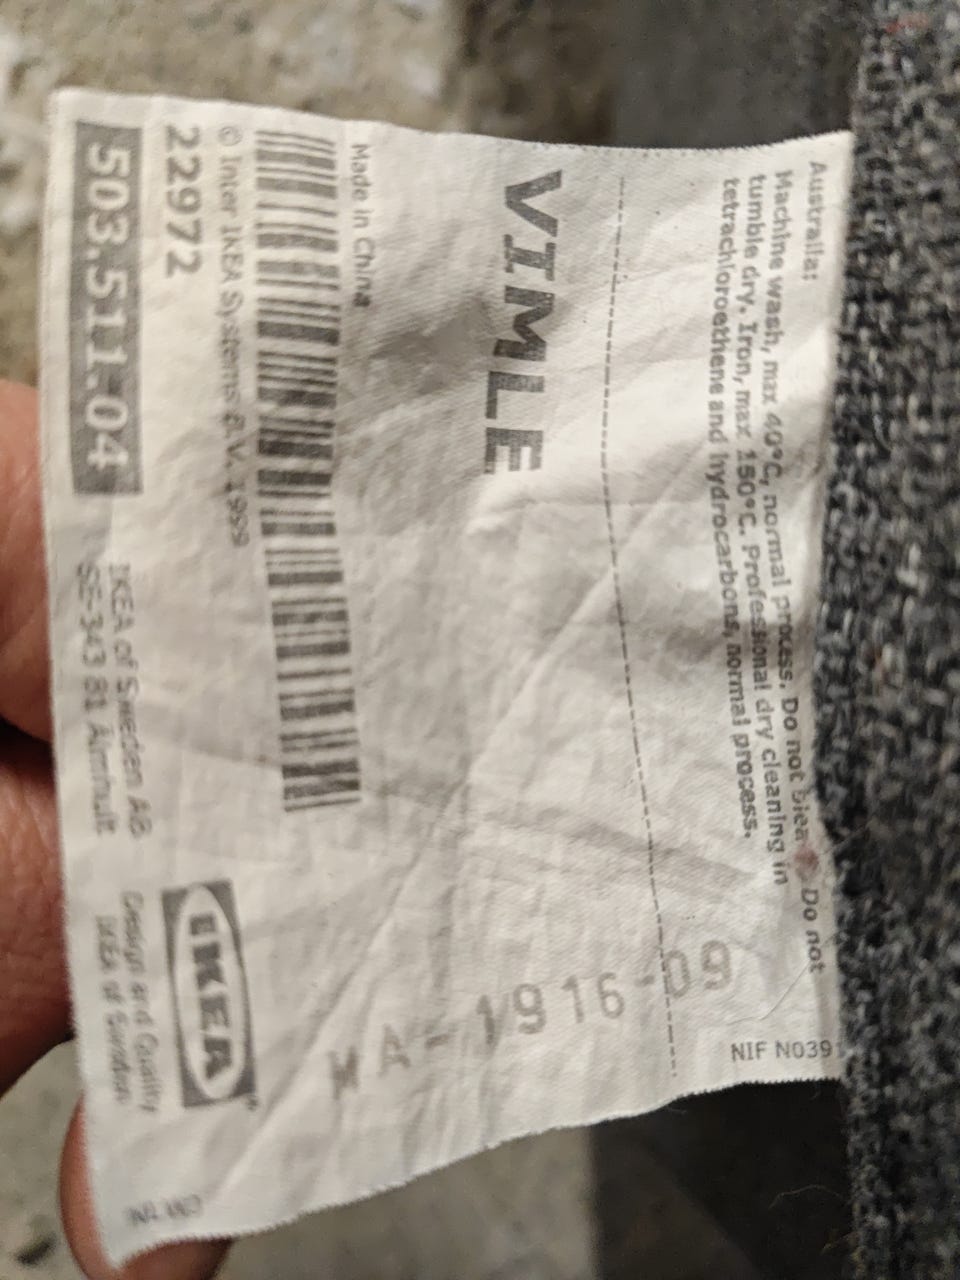 Australia:
Machine wash, max 40°C, normal process. Do not Do not
tumble dry. Iron, max 150°C. Professional dry cleaning in
tetrachloroethene and hydrocarbons, normal process.
NIF N039
VIMLE
MA-1916-09
Made in China
© Inter IKEA Systems B.V. 1999
22972
503.511.04
IKEA of Sweden AB
SE-343 81 Älmhult
IKEA®
Design and Quality
IKEA of Sweden